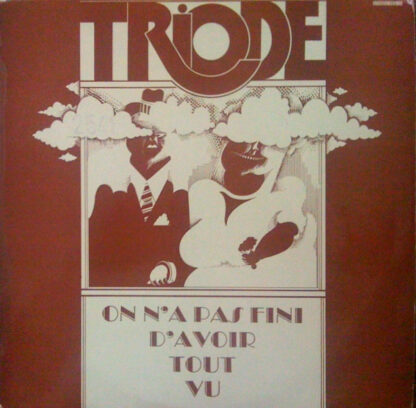 TRIODE
ON N'A PAS FINI
D'AVOIR
TOUT
VU